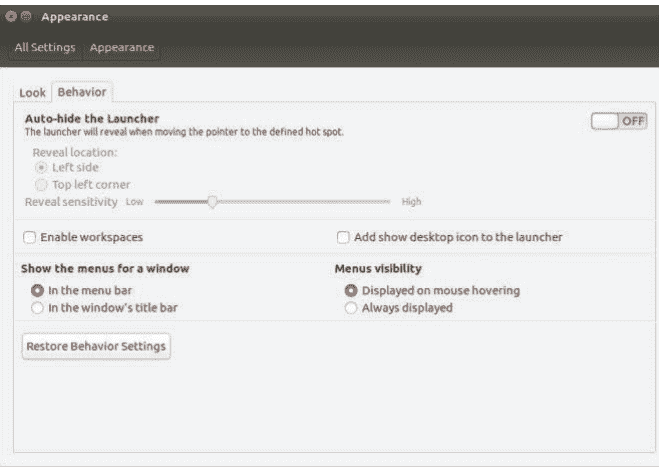 Appearance
All Settings Appearance
Look Behavior
Auto-hide the Launcher
OFF
The launcher will reveal when moving the pointer to the defined hot spot.
Reveal location:
Left side
Top left corner
Reveal sensitivity Low High
Enable workspaces Add show desktop icon to the launcher
Show the menus for a window Menus visibility
In the menu bar Displayed on mouse hovering
In the window's title bar Always displayed
Restore Behavior Settings